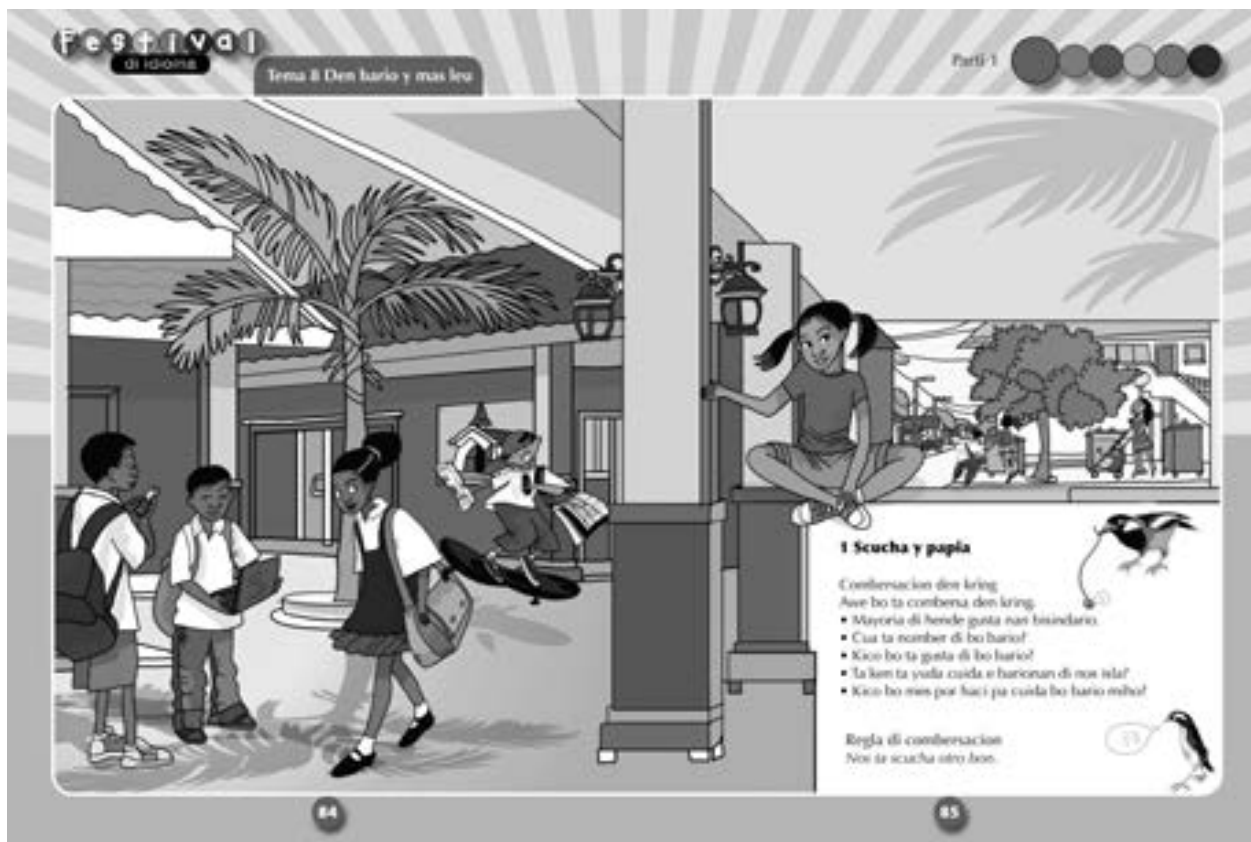 Festival
di idioma
Tema 8 Den bario y mas leu
Parti 1
1 Scucha y papia
Combersacion den kring
Awe bo ta combersa den kring.
• Mayoria di hende gusta nan bisindario.
• Cua ta nomber di bo bario?
• Kico bo ta gusta di bo bario?
• Ta ken ta yuda cuida e barionan di nos isla?
• Kico bo mes por haci pa cuida bo bario miho?
Regla di combersacion
Nos ta scucha otro bon.
84
85